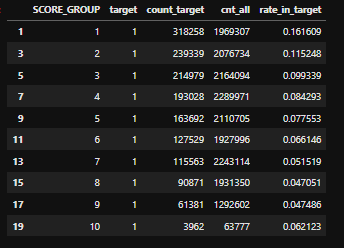 SCORE_GROUP target count_target cnt_all rate_in_target
1 1 1 318258 1969307 0.161609
3 2 1 239339 2076734 0.115248
5 3 1 214979 2164094 0.099339
7 4 1 193028 2289971 0.084293
9 5 1 163692 2110705 0.077553
11 6 1 127529 1927996 0.066146
13 7 1 115563 2243114 0.051519
15 8 1 90871 1931350 0.047051
17 9 1 61381 1292602 0.047486
19 10 1 3962 63777 0.062123